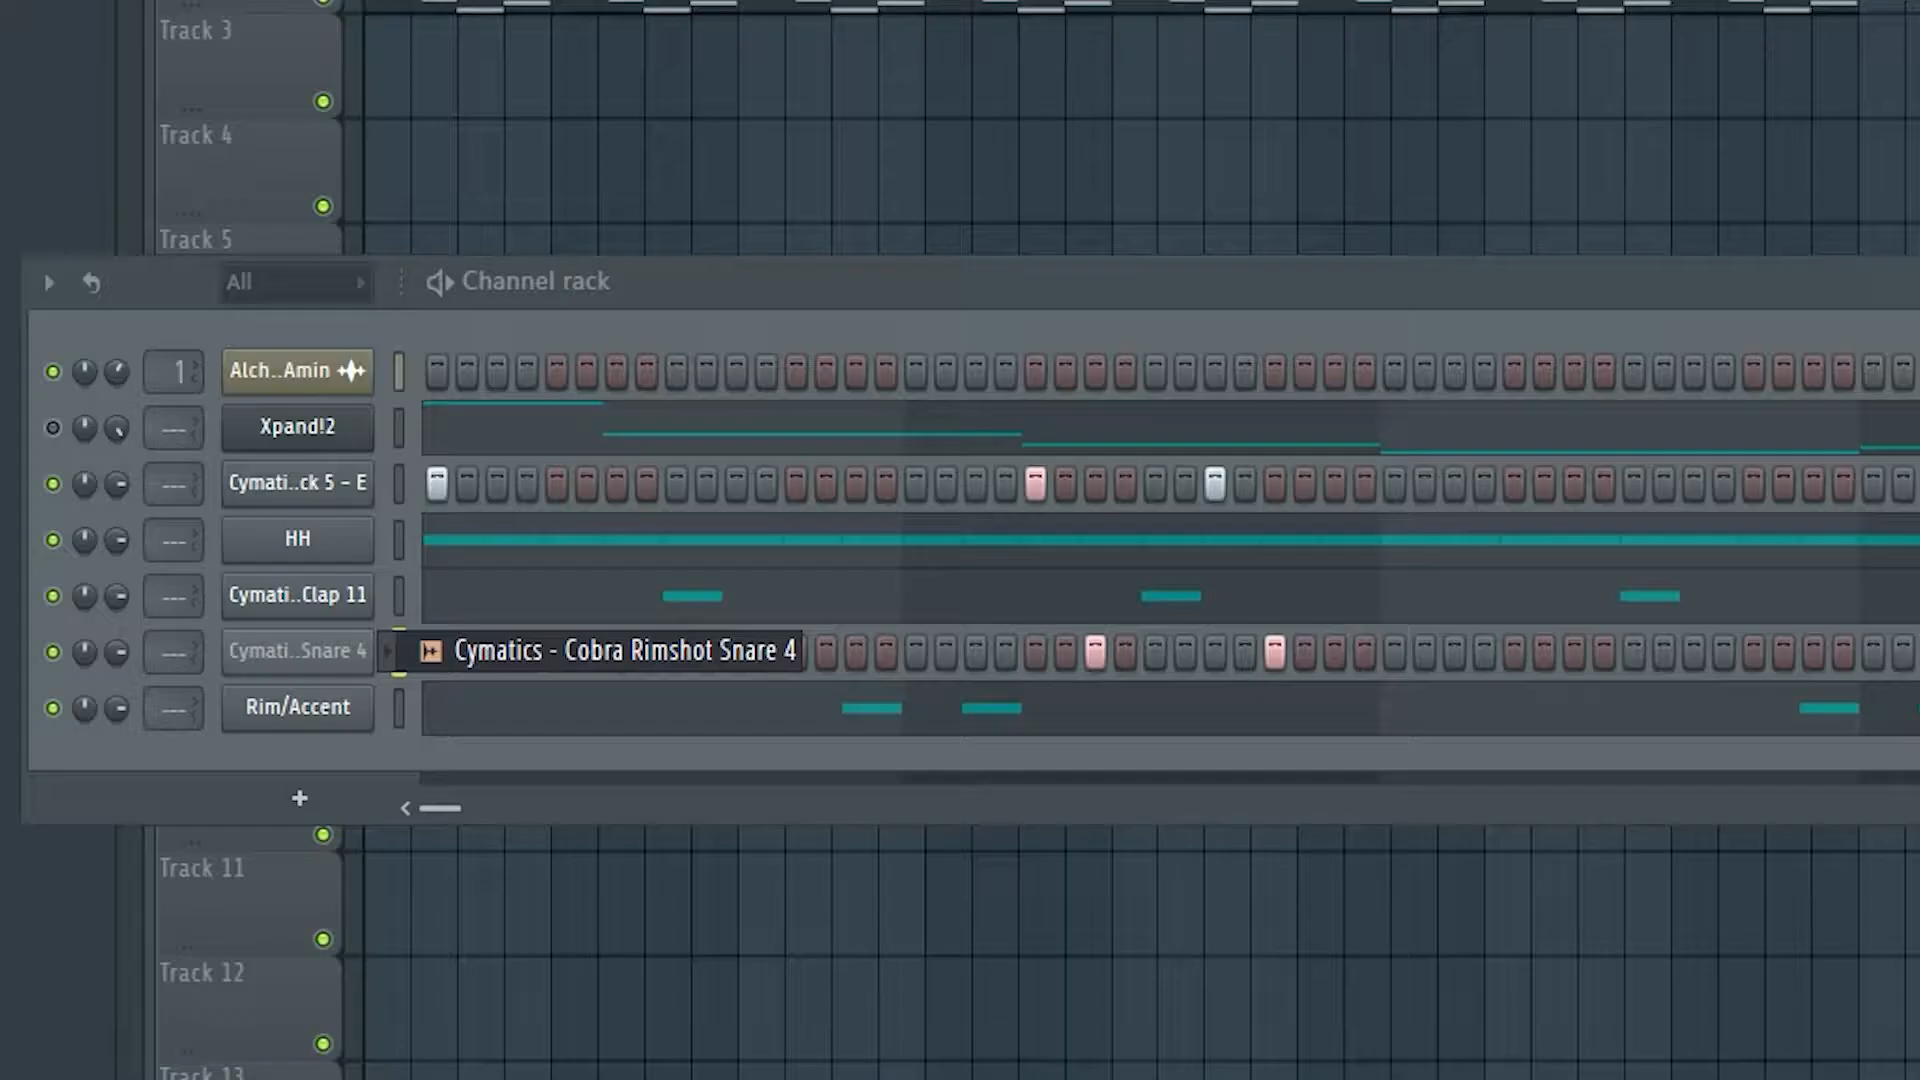 Track 3
Track 4
Track 5
All
Channel rack
1
Alch..Amin
---
Xpand!2
---
Cymati..ck 5 - E
---
HH
---
Cymati..Clap 11
---
Cymati..Snare 4
Cymatics - Cobra Rimshot Snare 4
---
Rim/Accent
+
Track 11
Track 12
Track 13